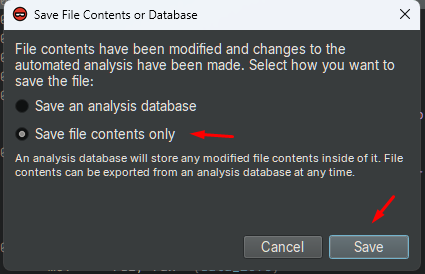 Save File Contents or Database
File contents have been modified and changes to the
automated analysis have been made. Select how you want to
save the file:
Save an analysis database
Save file contents only
An analysis database will store any modified file contents inside of it. File
contents can be exported from an analysis database at any time.
Cancel
Save